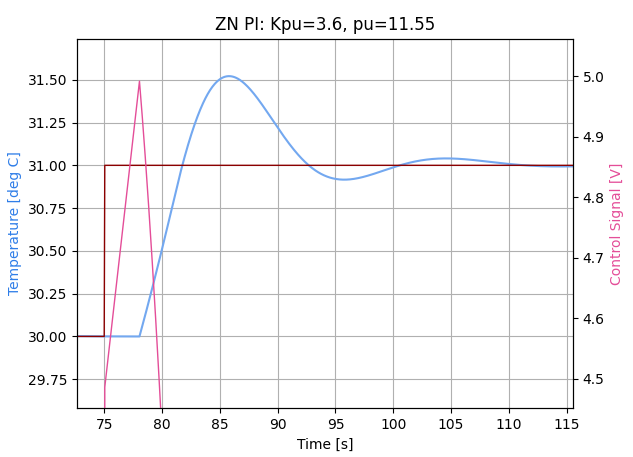 ZN PI: Kpu=3.6, pu=11.55
31.50
31.25
31.00
30.75
30.50
30.25
30.00
29.75
Temperature [deg C]
5.0
4.9
4.8
4.7
4.6
4.5
Control Signal [V]
75 80 85 90 95 100 105 110 115
Time [s]